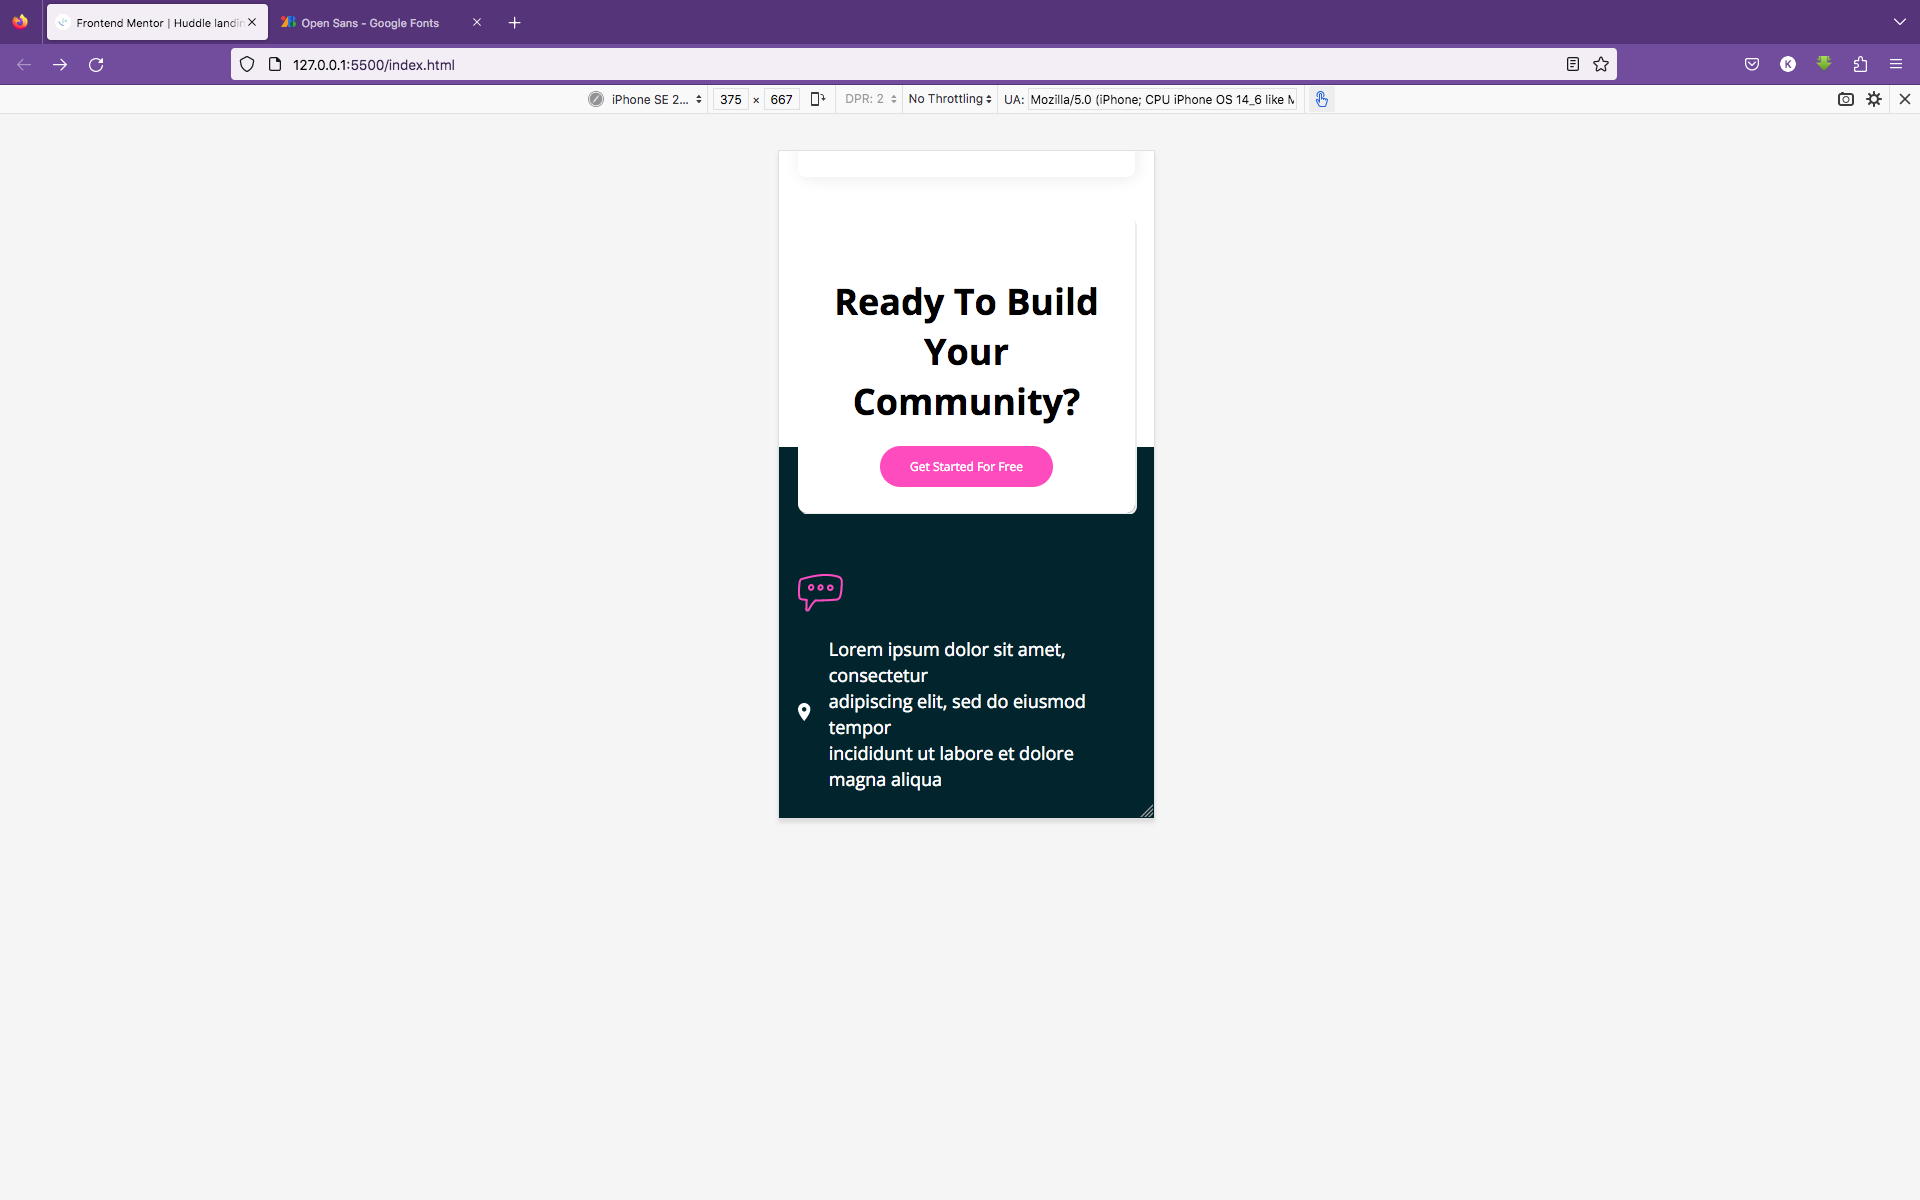 Frontend Mentor | Huddle landin
Open Sans - Google Fonts
127.0.0.1:5500/index.html
K
iPhone SE 2... 375 × 667 DPR: 2 No Throttling UA: Mozilla/5.0 (iPhone; CPU iPhone OS 14_6 like M
Ready To Build
Your
Community?
Get Started For Free
Lorem ipsum dolor sit amet,
consectetur
adipiscing elit, sed do eiusmod
tempor
incididunt ut labore et dolore
magna aliqua